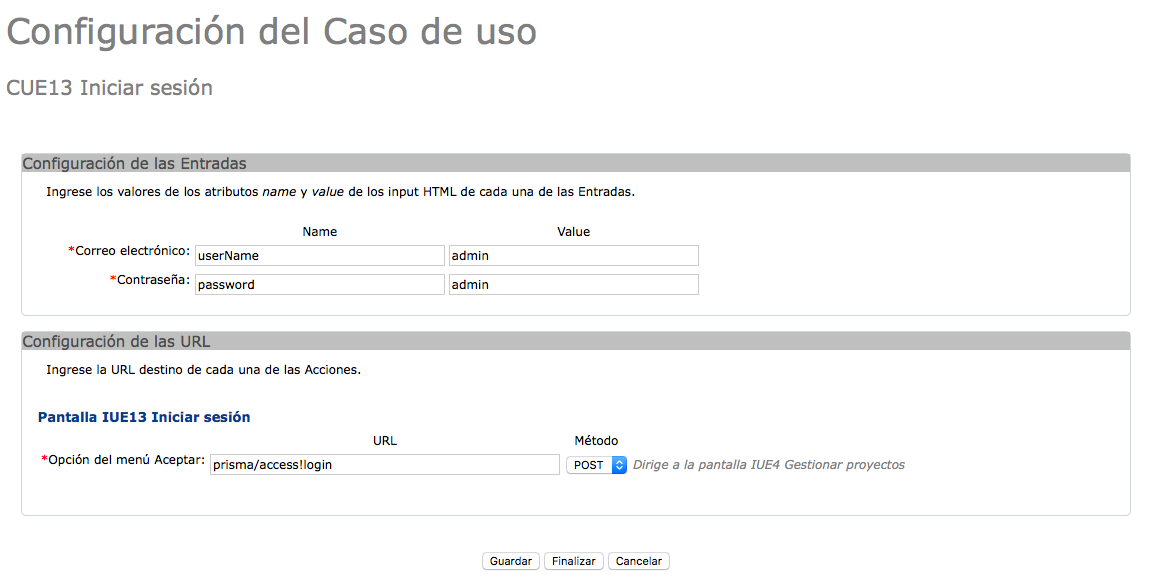 Configuración del Caso de uso
CUE13 Iniciar sesión
Configuración de las Entradas
Ingrese los valores de los atributos name y value de los input HTML de cada una de las Entradas.
Name Value
*Correo electrónico: userName admin
*Contraseña: password admin
Configuración de las URL
Ingrese la URL destino de cada una de las Acciones.
Pantalla IUE13 Iniciar sesión
URL Método
*Opción del menú Aceptar: prisma/access!login POST Dirige a la pantalla IUE4 Gestionar proyectos
Guardar Finalizar Cancelar